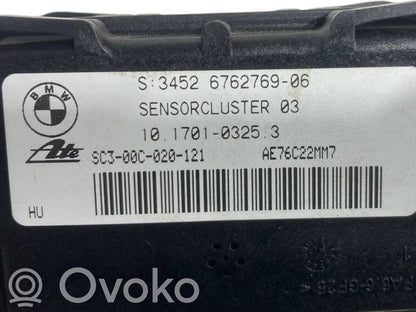 BMW
S:3452 6762769-06
SENSORCLUSTER 03
10.1701-0325.3
Ate
SC3-00C-020-121 AE76C22MM7
HU
Ovoko